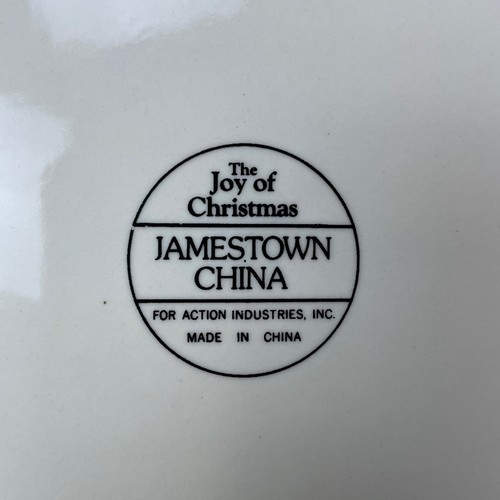 The
Joy of
Christmas
JAMESTOWN
CHINA
FOR ACTION INDUSTRIES, INC.
MADE IN CHINA